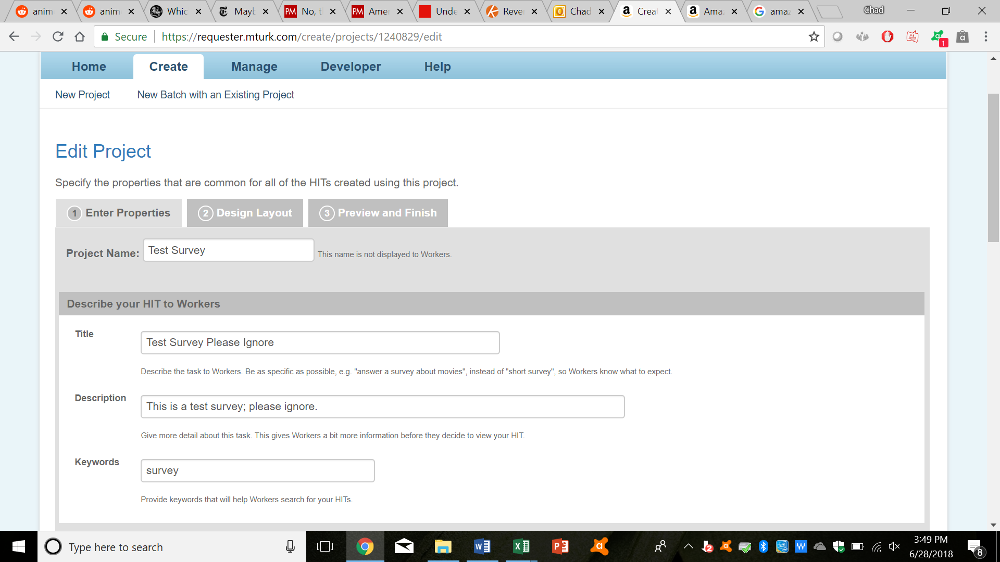 anim
anim
Whic
Mayb
No, t
Amer
Unde
Reve
Chad
Crea
Ama
amaz
Chad
Secure
https://requester.mturk.com/create/projects/1240829/edit
1
Home Create Manage Developer Help
New Project New Batch with an Existing Project
Edit Project
Specify the properties that are common for all of the HITs created using this project.
1 Enter Properties 2 Design Layout 3 Preview and Finish
Project Name: Test Survey This name is not displayed to Workers.
Describe your HIT to Workers
Title
Test Survey Please Ignore
Describe the task to Workers. Be as specific as possible, e.g. "answer a survey about movies", instead of "short survey", so Workers know what to expect.
Description
This is a test survey; please ignore.
Give more detail about this task. This gives Workers a bit more information before they decide to view your HIT.
Keywords
survey
Provide keywords that will help Workers search for your HITs.
Type here to search
2
3:49 PM
6/28/2018
8